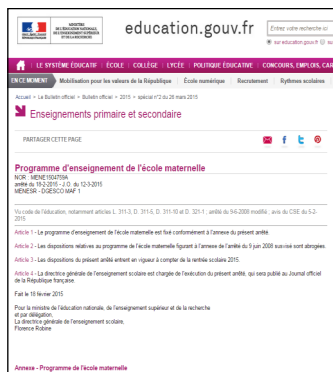 MINISTÈRE
DE L'ÉDUCATION NATIONALE,
DE L'ENSEIGNEMENT SUPÉRIEUR
ET DE LA RECHERCHE
education.gouv.fr
Entrez votre recherche ici
sur education.gouv.fr
LE SYSTÈME ÉDUCATIF | ÉCOLE | COLLÈGE | LYCÉE | POLITIQUE ÉDUCATIVE | CONCOURS, EMPLOIS, CAR
EN CE MOMENT Mobilisation pour les valeurs de la République École numérique Recrutement Rythmes scolaires
Accueil > Le Bulletin officiel > Bulletin officiel > 2015 > spécial n°2 du 26 mars 2015
Enseignements primaire et secondaire
PARTAGER CETTE PAGE
Programme d'enseignement de l'école maternelle
NOR : MENE1504759A
arrêté du 18-2-2015 - J.O. du 12-3-2015
MENESR - DGESCO MAF 1
Vu code de l'éducation, notamment articles L. 311-3, D. 311-5, D. 311-10 et D. 321-1 ; arrêté du 9-6-2008 modifié ; avis du CSE du 5-2-
2015
Article 1 - Le programme d'enseignement de l'école maternelle est fixé conformément à l'annexe du présent arrêté.
Article 2 - Les dispositions relatives au programme de l'école maternelle figurant à l'annexe de l'arrêté du 9 juin 2008 susvisé sont abrogées.
Article 3 - Les dispositions du présent arrêté entrent en vigueur à compter de la rentrée scolaire 2015.
Article 4 - La directrice générale de l'enseignement scolaire est chargée de l'exécution du présent arrêté, qui sera publié au Journal officiel
de la République française.
Fait le 18 février 2015
Pour la ministre de l'éducation nationale, de l'enseignement supérieur et de la recherche
et par délégation,
La directrice générale de l'enseignement scolaire,
Florence Robine
Annexe - Programme de l'école maternelle